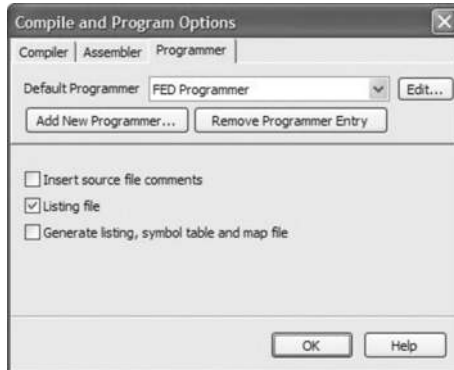 Compile and Program Options
Compiler Assembler Programmer
Default Programmer FED Programmer Edit...
Add New Programmer... Remove Programmer Entry
Insert source file comments
Listing file
Generate listing, symbol table and map file
OK Help